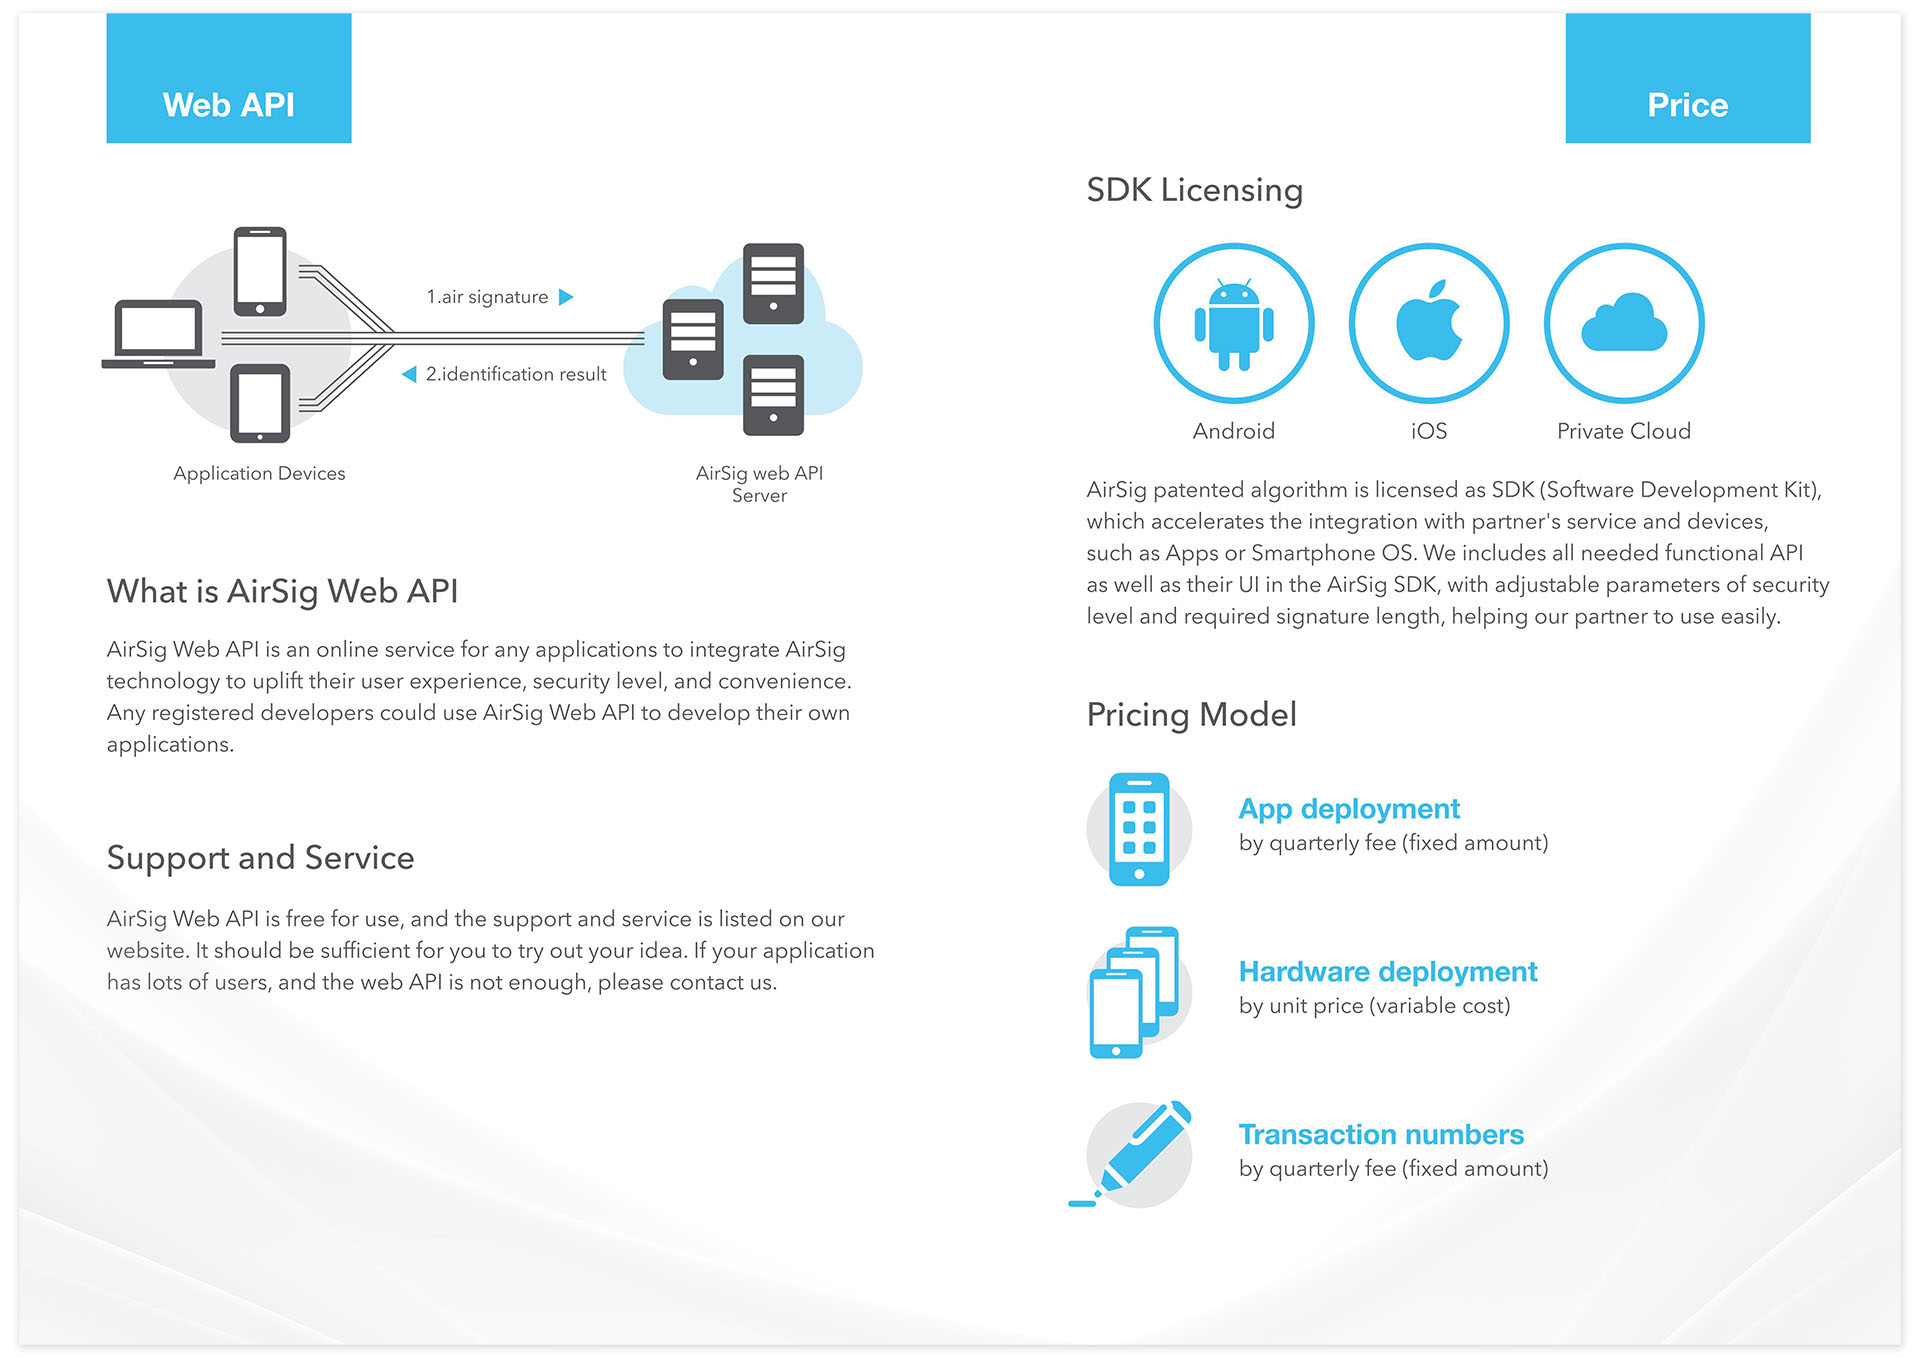 Web API
1.air signature
2.identification result
Application Devices
AirSig web API
Server
What is AirSig Web API
AirSig Web API is an online service for any applications to integrate AirSig
technology to uplift their user experience, security level, and convenience.
Any registered developers could use AirSig Web API to develop their own
applications.
Support and Service
AirSig Web API is free for use, and the support and service is listed on our
website. It should be sufficient for you to try out your idea. If your application
has lots of users, and the web API is not enough, please contact us.
Price
SDK Licensing
Android
iOS
Private Cloud
AirSig patented algorithm is licensed as SDK (Software Development Kit),
which accelerates the integration with partner's service and devices,
such as Apps or Smartphone OS. We includes all needed functional API
as well as their UI in the AirSig SDK, with adjustable parameters of security
level and required signature length, helping our partner to use easily.
Pricing Model
App deployment
by quarterly fee (fixed amount)
Hardware deployment
by unit price (variable cost)
Transaction numbers
by quarterly fee (fixed amount)